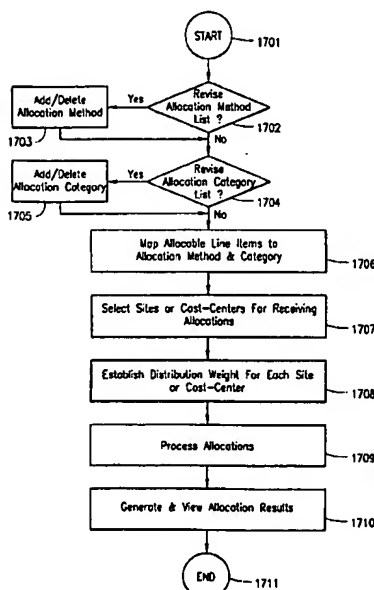 START
1701
Revise
Allocation Method
List ?
Yes
Add/Delete
Allocation Method
1703
1702
No
Revise
Allocation Category
List ?
Yes
Add/Delete
Allocation Category
1705
1704
No
Map Allocable Line Items to
Allocation Method & Category
1706
Select Sites or Cost-Centers For Receiving
Allocations
1707
Establish Distribution Weight For Each Site
or Cost-Center
1708
Process Allocations
1709
Generate & View Allocation Results
1710
END
1711